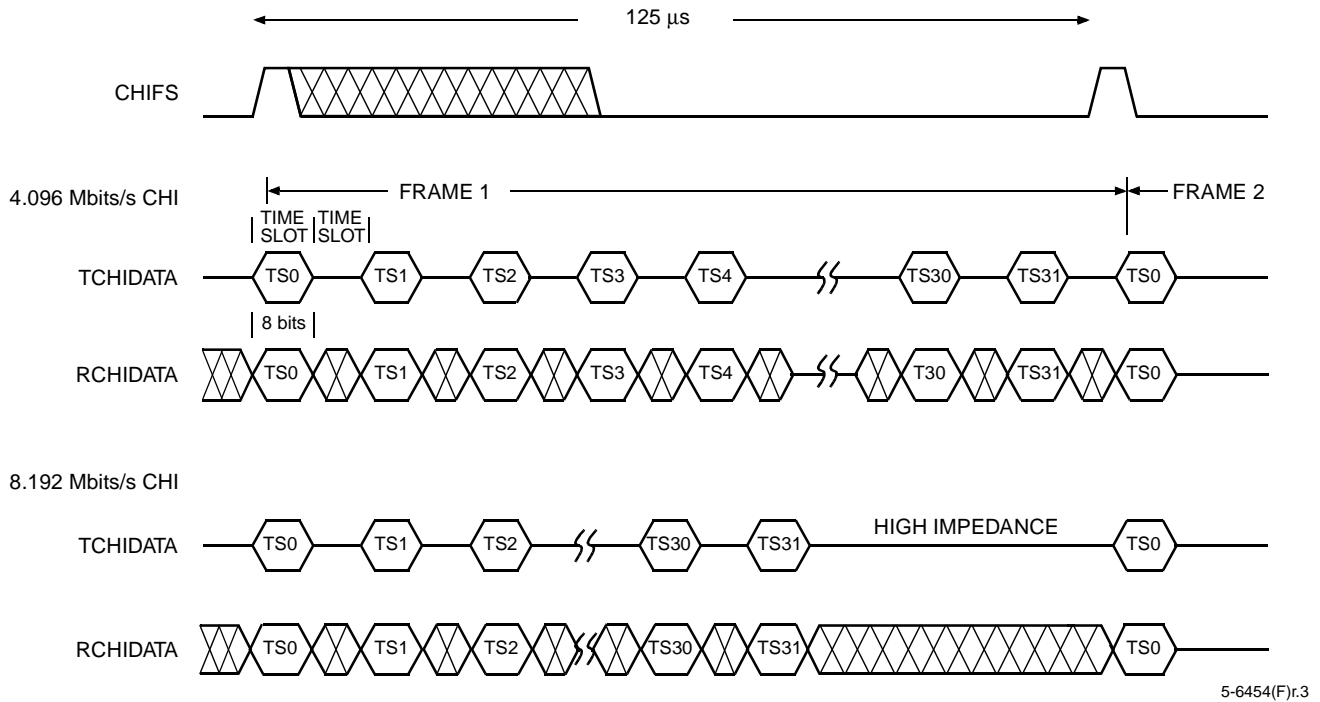 125 μs
CHIFS
4.096 Mbits/s CHI
FRAME 1
FRAME 2
TIME SLOT
TIME SLOT
TCHIDATA
TS0 TS1 TS2 TS3 TS4 TS30 TS31 TS0
8 bits
RCHIDATA
TS0 TS1 TS2 TS3 TS4 T30 TS31 TS0
8.192 Mbits/s CHI
HIGH IMPEDANCE
TCHIDATA
TS0 TS1 TS2 TS30 TS31 TS0
RCHIDATA
TS0 TS1 TS2 TS30 TS31 TS0
5-6454(F)r.3